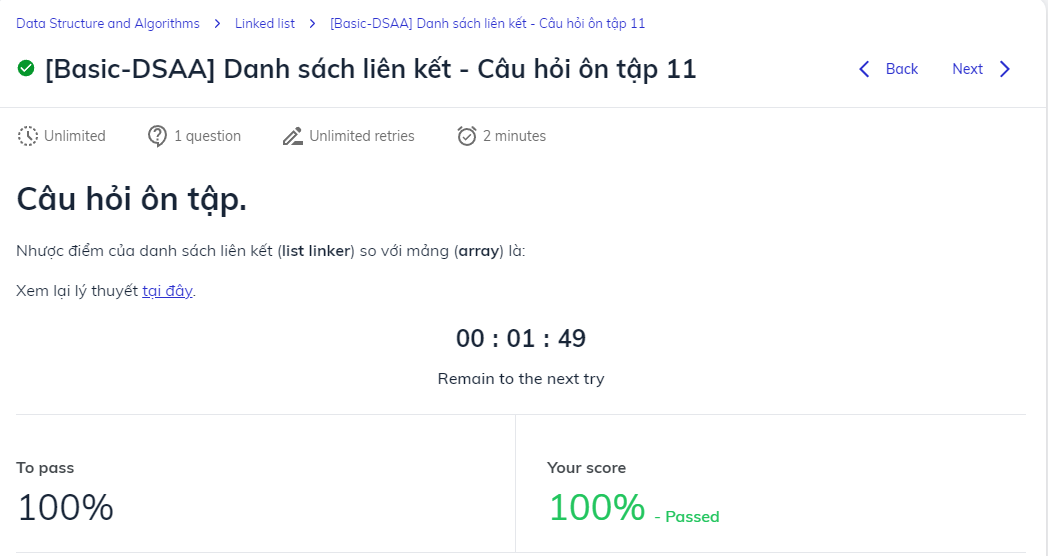 Data Structure and Algorithms > Linked list > [Basic-DSAA] Danh sách liên kết - Câu hỏi ôn tập 11
[Basic-DSAA] Danh sách liên kết - Câu hỏi ôn tập 11
Back Next
Unlimited 1 question Unlimited retries 2 minutes
Câu hỏi ôn tập.
Nhược điểm của danh sách liên kết (list linker) so với mảng (array) là:
Xem lại lý thuyết tại đây.
00 : 01 : 49
Remain to the next try
To pass Your score
100% 100% - Passed